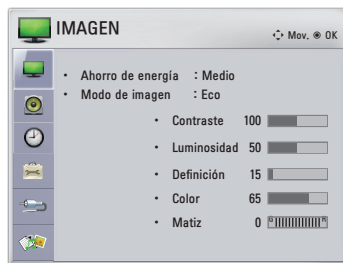 IMAGEN
Mov. OK
• Ahorro de energía : Medio
• Modo de imagen : Eco
• Contraste 100
• Luminosidad 50
• Definición 15
• Color 65
• Matiz 0 G R